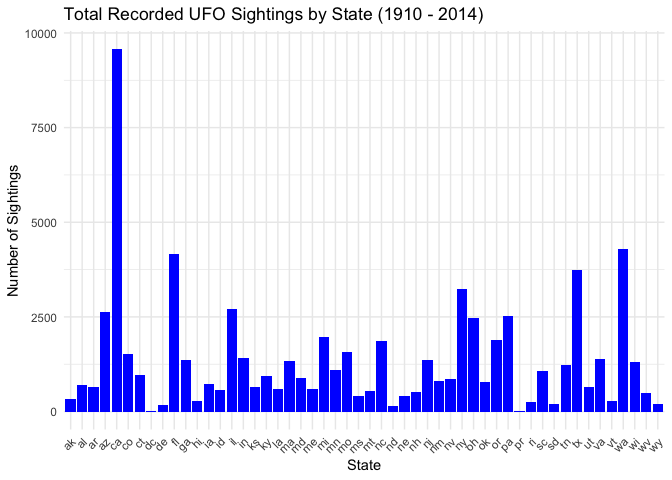 Total Recorded UFO Sightings by State (1910 - 2014)
10000
7500
5000
2500
0
Number of Sightings
ak al ar az ca co ct dc de fl ga hi ia id il in ks ky la ma md me mi mn mo ms mt nc nd ne nh nj nm nv ny oh ok or pa pr ri sc sd tn tx ut va vt wa wi wv wy
State